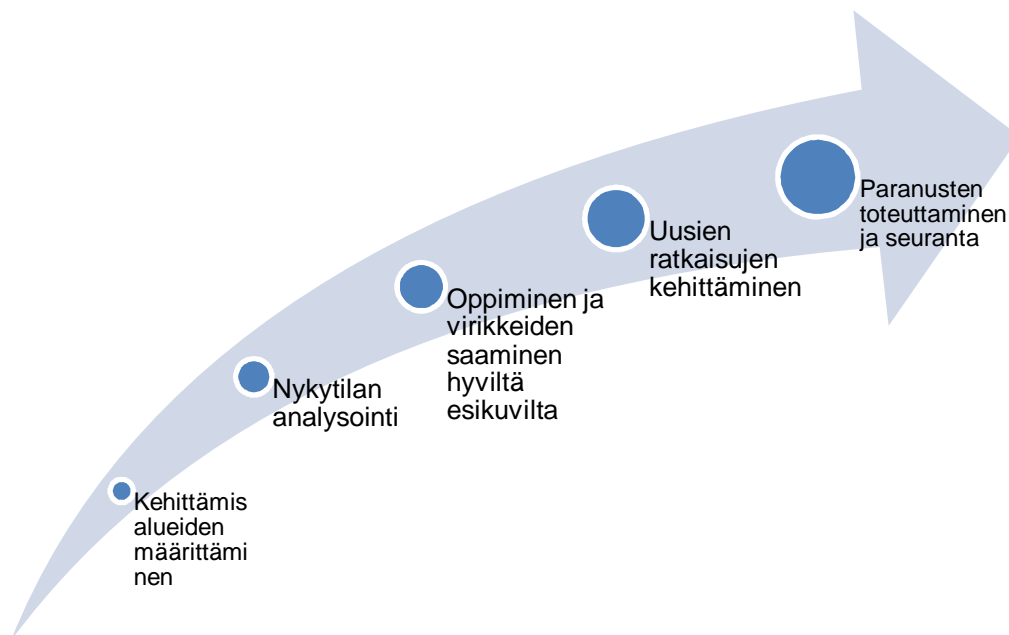 Kehittämis
alueiden
määrittämi
nen
Nykytilan
analysointi
Oppiminen ja
virikkeiden
saaminen
hyviltä
esikuvilta
Uusien
ratkaisujen
kehittäminen
Paranusten
toteuttaminen
ja seuranta